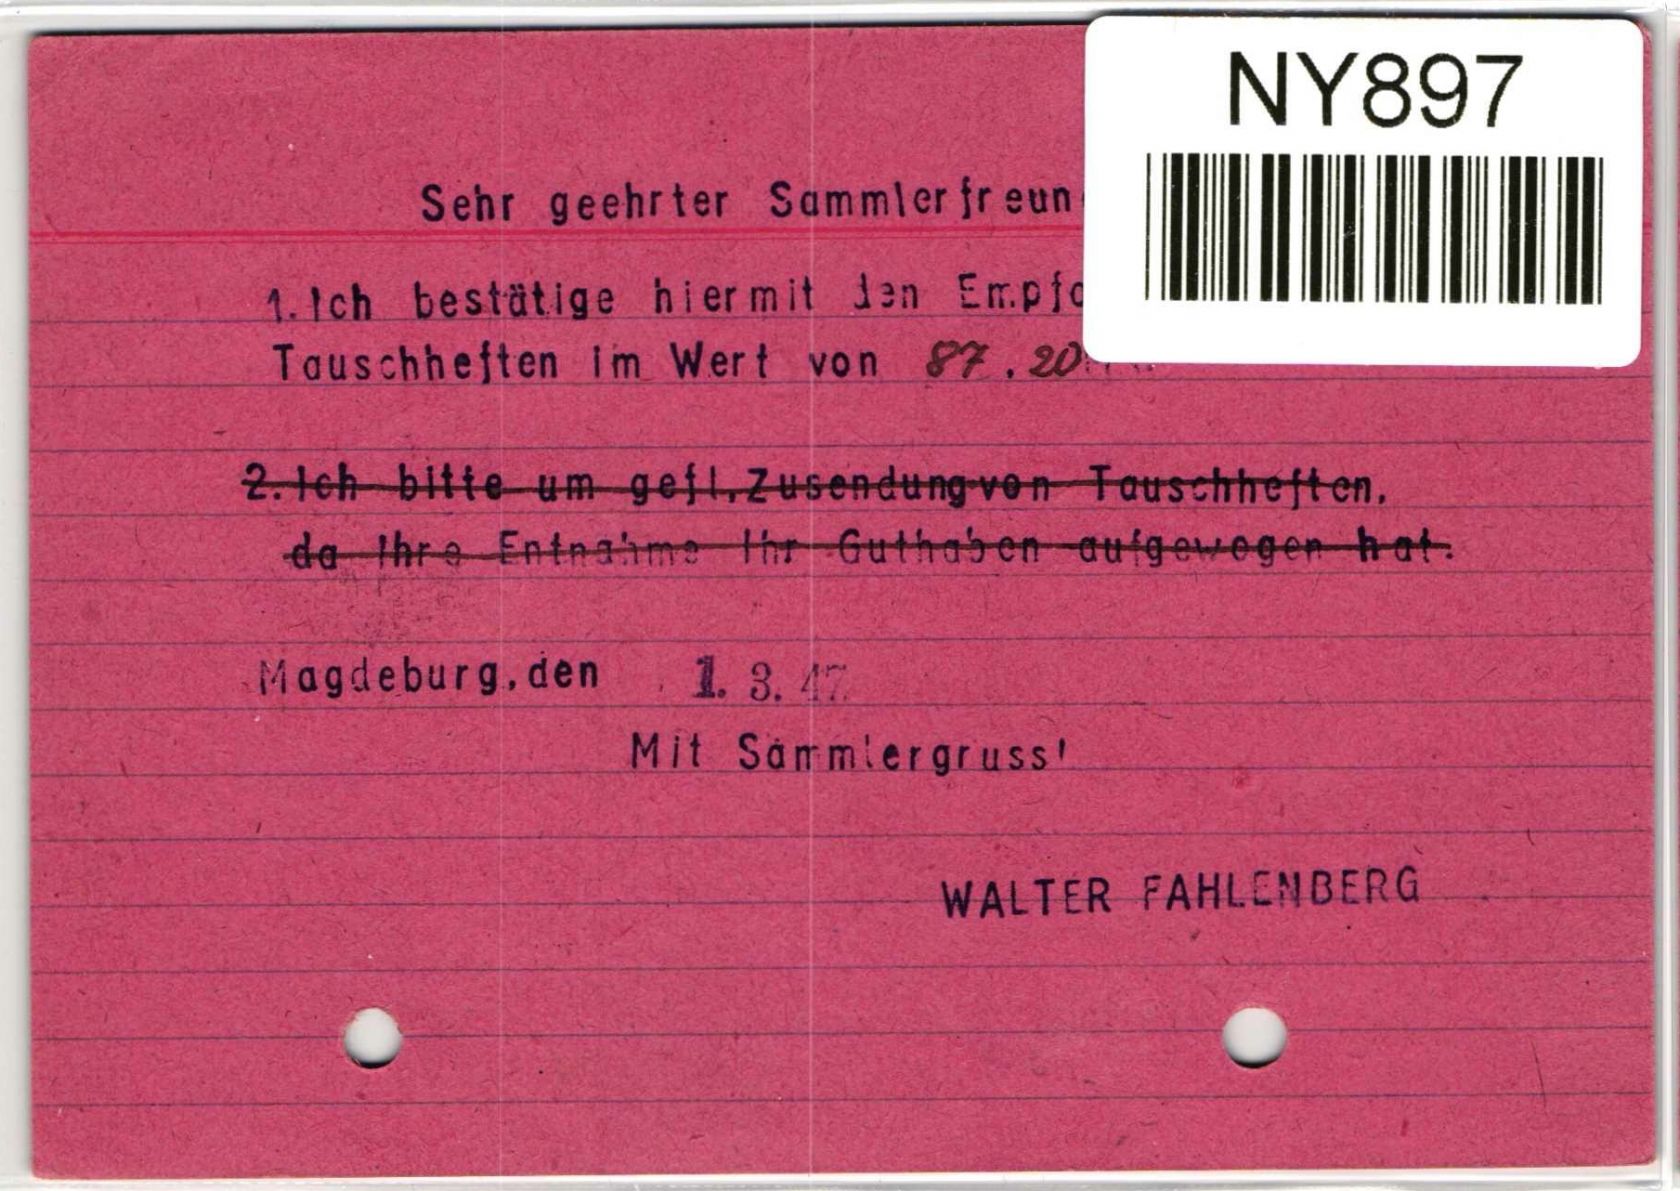 NY897
Sehr geehrter Sammlerfreun
1. Ich bestätige hiermit den Empfa
Tauschheften im Wert von 87.20
2. Ich bitte um gefl. Zusendung von Tauschheften,
da Ihre Entnahme Ihr Guthaben aufgewogen hat.
Magdeburg, den 1. 3. 47
Mit Sammlergruss!
WALTER FAHLENBERG